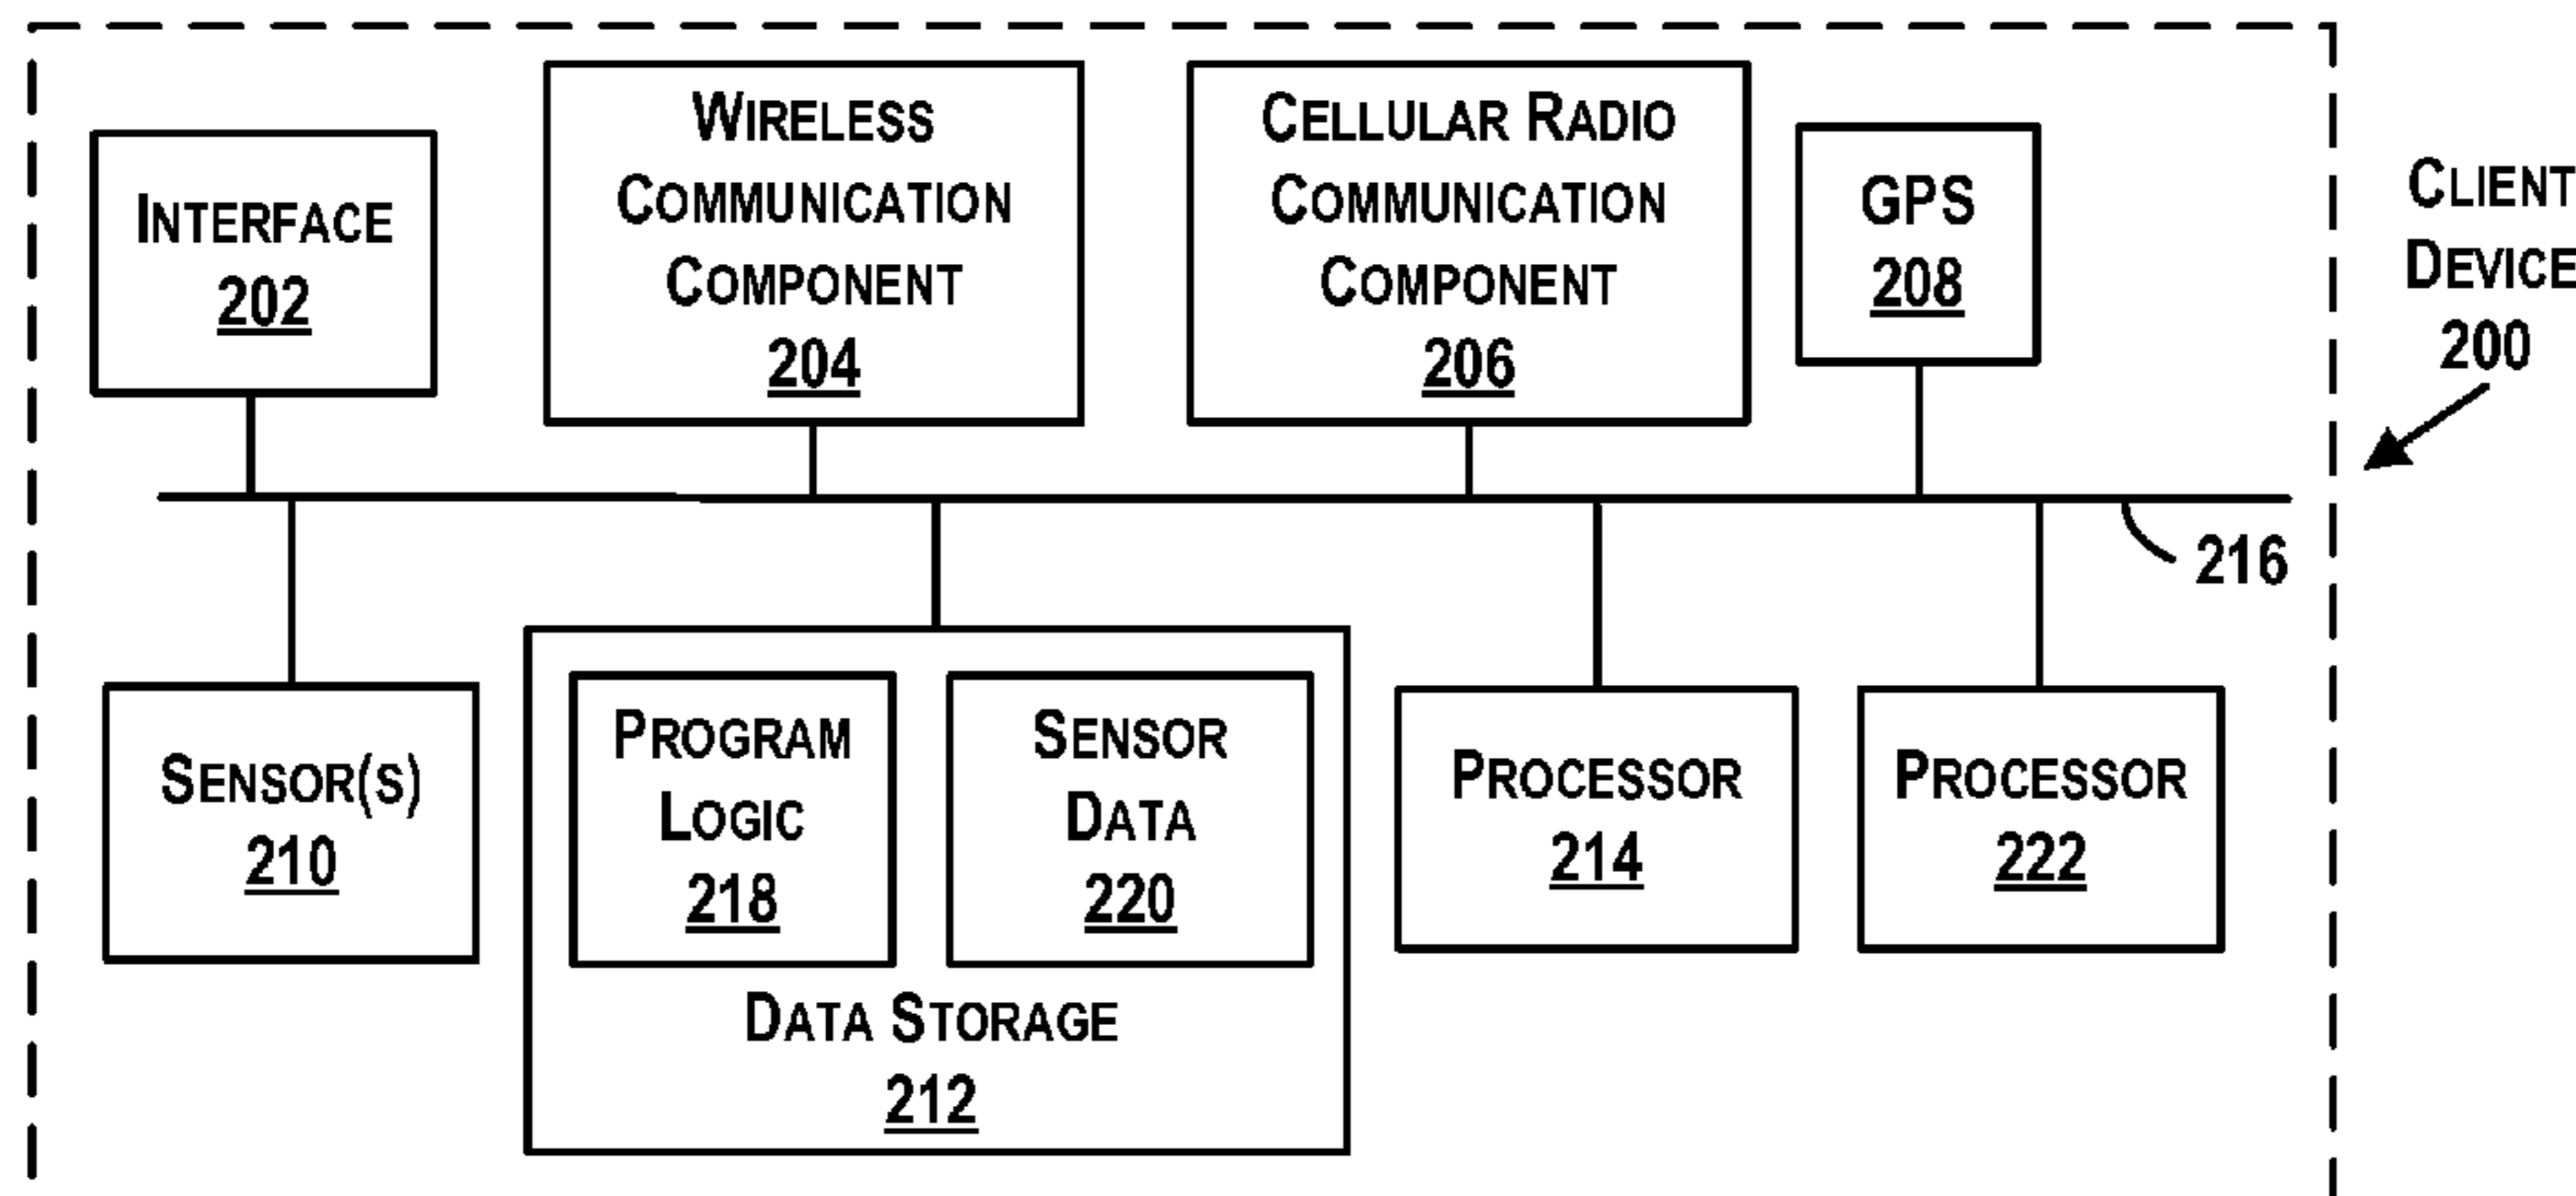 INTERFACE
202
WIRELESS
COMMUNICATION
COMPONENT
204
CELLULAR RADIO
COMMUNICATION
COMPONENT
206
GPS
208
CLIENT
DEVICE
200
216
SENSOR(S)
210
PROGRAM
LOGIC
218
SENSOR
DATA
220
DATA STORAGE
212
PROCESSOR
214
PROCESSOR
222